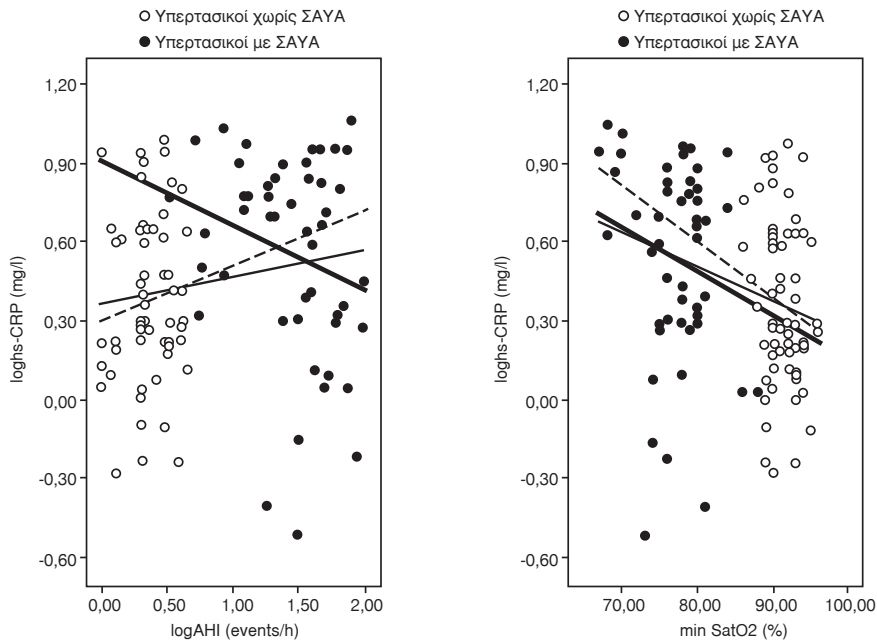 Υπερτασικοί χωρίς ΣΑΥΑ
Υπερτασικοί με ΣΑΥΑ
1,20
0,90
0,60
0,30
0,00
-0,30
-0,60
loghs-CRP (mg/l)
0,00 0,50 1,00 1,50 2,00
logAHI (events/h)
Υπερτασικοί χωρίς ΣΑΥΑ
Υπερτασικοί με ΣΑΥΑ
1,20
0,90
0,60
0,30
0,00
-0,30
-0,60
loghs-CRP (mg/l)
70,00 80,00 90,00 100,00
min SatO2 (%)